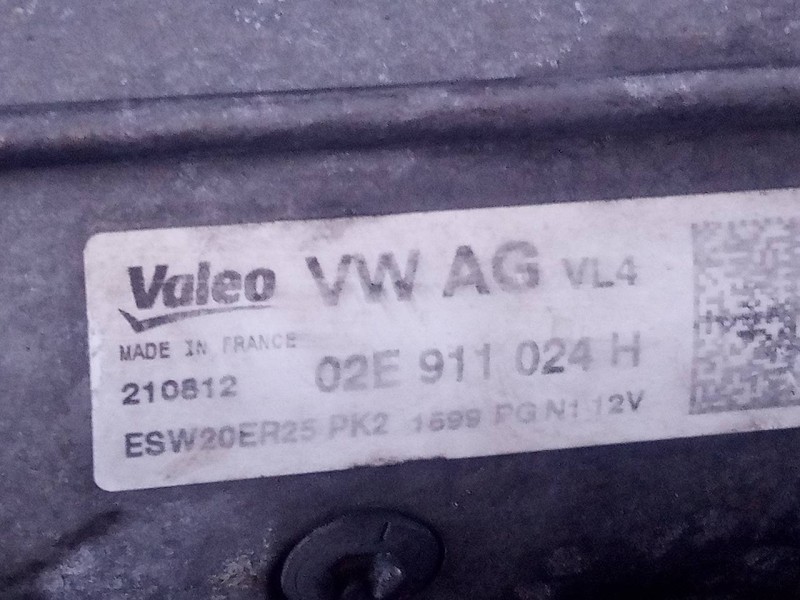 Valeo VW AG VL4
MADE IN FRANCE
02E 911 024 H
210812
ESW20ER25 PK2 1699 PG N1 12V